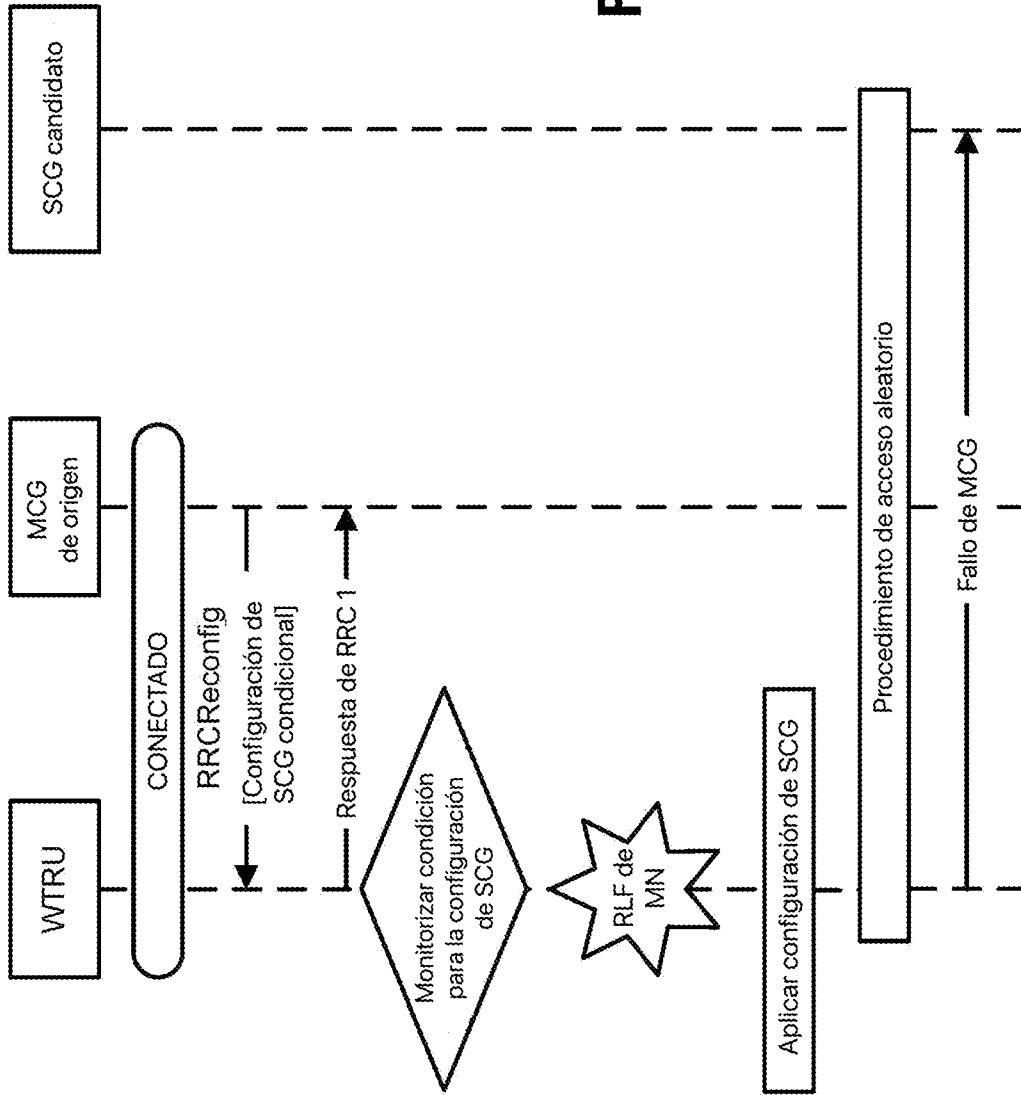 WTRU
MCG
de origen
SCG candidato
CONECTADO
RRCReconfig
[Configuración de
SCG condicional]
Respuesta de RRC 1
Monitorizar condición
para la configuración
de SCG
RLF de
MN
Aplicar configuración de SCG
Procedimiento de acceso aleatorio
Fallo de MCG